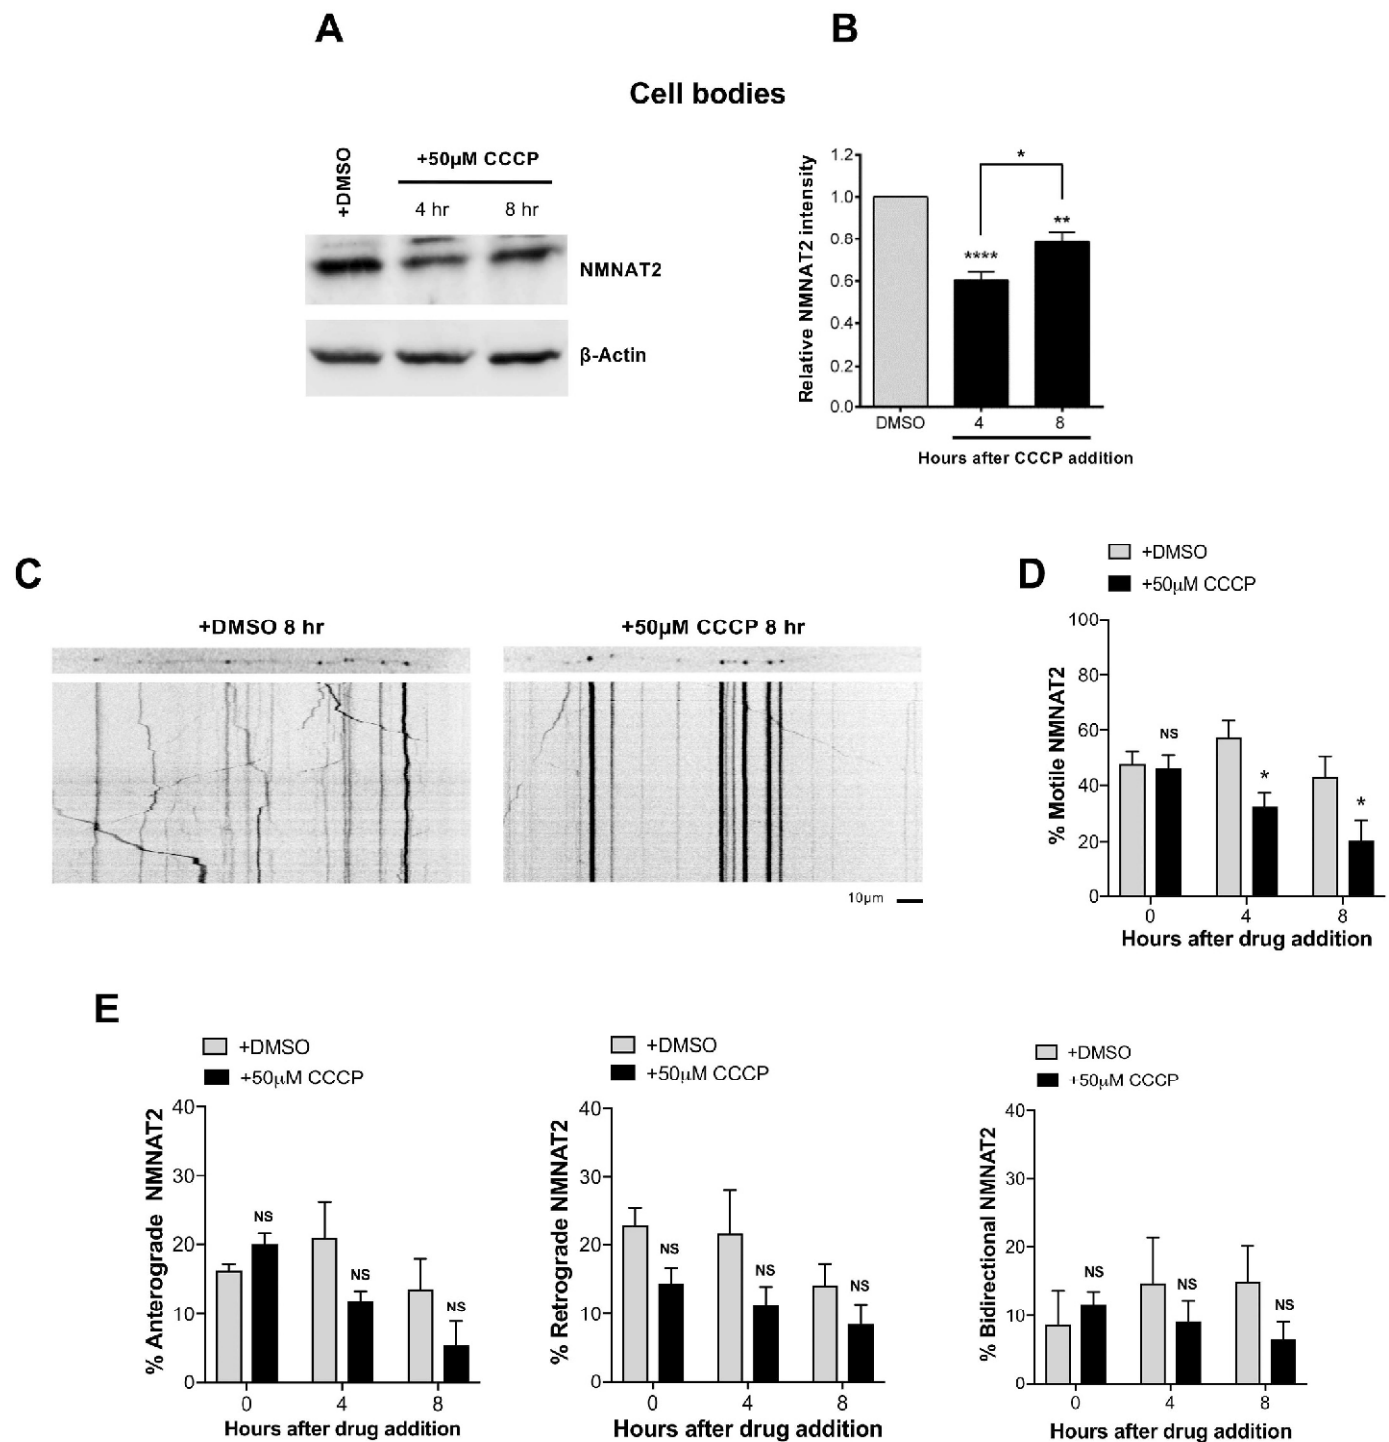 A
B
Cell bodies
+DMSO
+50µM CCCP
4 hr
8 hr
NMNAT2
β-Actin
Relative NMNAT2 intensity
1.2
1.0
0.8
0.6
0.4
0.2
0.0
*
****
**
DMSO
4
8
Hours after CCCP addition
C
+DMSO 8 hr
+50µM CCCP 8 hr
10µm
D
+DMSO
+50µM CCCP
% Motile NMNAT2
100
80
60
40
20
0
NS
*
*
0
4
8
Hours after drug addition
E
+DMSO
+50µM CCCP
% Anterograde NMNAT2
40
30
20
10
0
NS
NS
NS
0
4
8
Hours after drug addition
+DMSO
+50µM CCCP
% Retrograde NMNAT2
40
30
20
10
0
NS
NS
NS
0
4
8
Hours after drug addition
+DMSO
+50µM CCCP
% Bidirectional NMNAT2
40
30
20
10
0
NS
NS
NS
0
4
8
Hours after drug addition